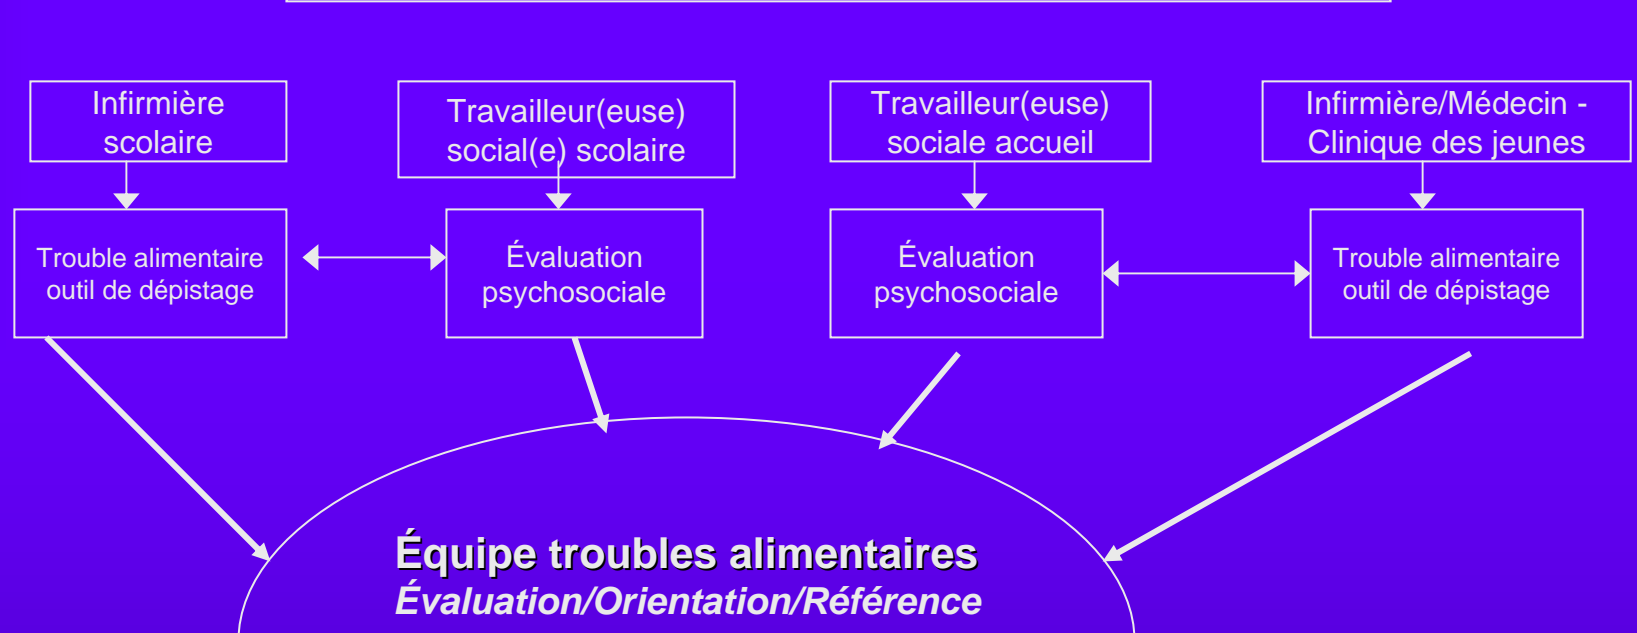 Infirmière
scolaire
Travailleur(euse)
social(e) scolaire
Travailleur(euse)
sociale accueil
Infirmière/Médecin -
Clinique des jeunes
Trouble alimentaire
outil de dépistage
Évaluation
psychosociale
Évaluation
psychosociale
Trouble alimentaire
outil de dépistage
Équipe troubles alimentaires
Évaluation/Orientation/Référence